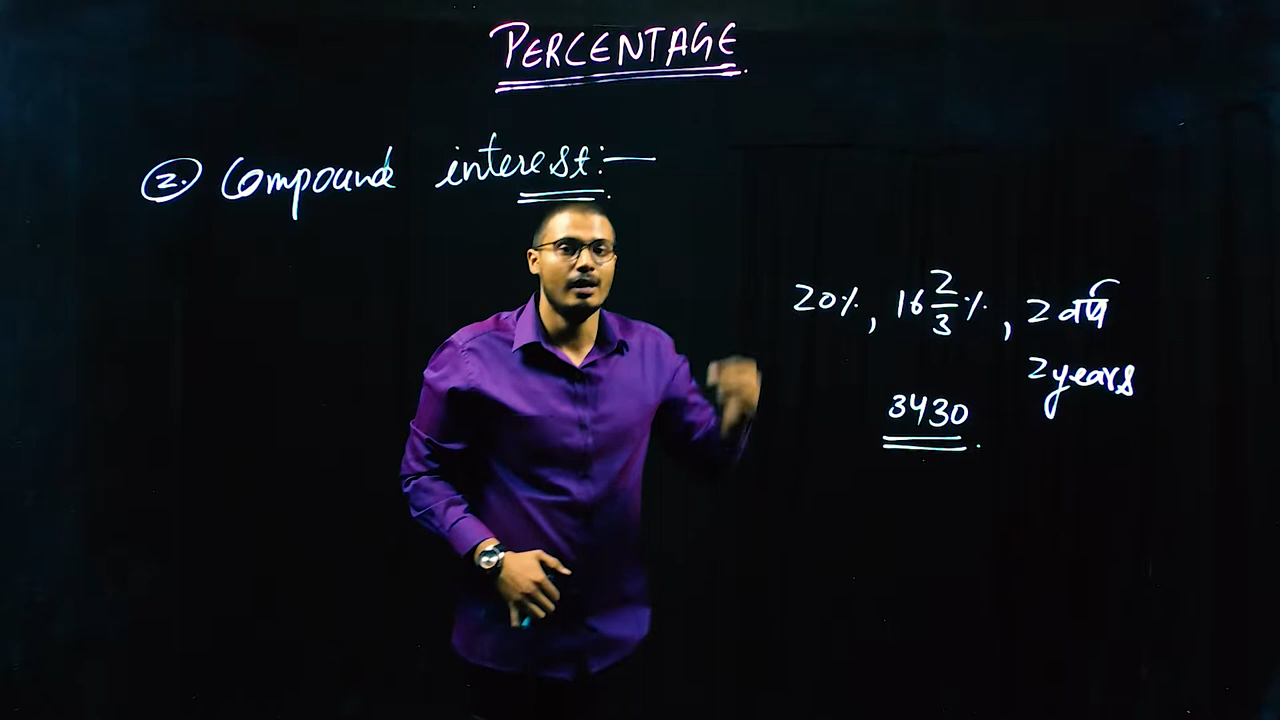 PERCENTAGE
2. Compound interest:—
20%, 16 2/3 %, 2 वर्ष
2 years
3430